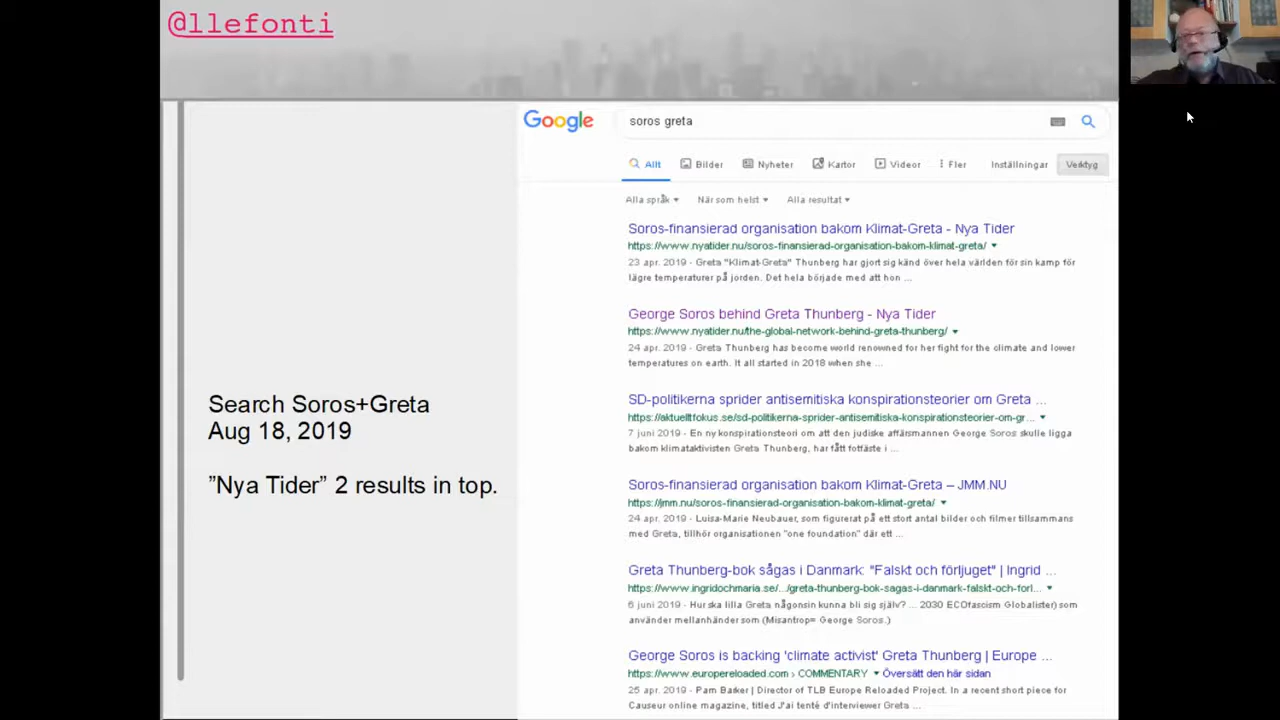 @llefonti
Search Soros+Greta
Aug 18, 2019
”Nya Tider” 2 results in top.
Google
soros greta
Allt Bilder Nyheter Kartor Videor Fler Inställningar Verktyg
Alla språk När som helst Alla resultat
Soros-finansierad organisation bakom Klimat-Greta - Nya Tider
https://www.nyatider.nu/soros-finansierad-organisation-bakom-klimat-greta/
23 apr. 2019 - Greta "Klimat-Greta" Thunberg har gjort sig känd över hela världen för sin kamp för
lägre temperaturer på jorden. Det hela började med att hon ...
George Soros behind Greta Thunberg - Nya Tider
https://www.nyatider.nu/the-global-network-behind-greta-thunberg/
24 apr. 2019 - Greta Thunberg has become world renowned for her fight for the climate and lower
temperatures on earth. It all started in 2018 when she ...
SD-politikerna sprider antisemitiska konspirationsteorier om Greta ...
https://aktuelltfokus.se/sd-politikerna-sprider-antisemitiska-konspirationsteorier-om-gr...
7 juni 2019 - En ny konspirationsteori om att den judiske affärsmannen George Soros skulle ligga
bakom klimataktivisten Greta Thunberg, har fått fotfäste i ...
Soros-finansierad organisation bakom Klimat-Greta – JMM.NU
https://jmm.nu/soros-finansierad-organisation-bakom-klimat-greta/
24 apr. 2019 - Luisa-Marie Neubauer, som figurerat på ett stort antal bilder och filmer tillsammans
med Greta, tillhör organisationen "one foundation" där ett ...
Greta Thunberg-bok sågas i Danmark: "Falskt och förljuget" | Ingrid ...
https://www.ingridochmaria.se/.../greta-thunberg-bok-sagas-i-danmark-falskt-och-forl...
6 juni 2019 - Hur ska lilla Greta någonsin kunna bli sig själv? ... 2030 ECOfascism Globalister) som
använder mellanhänder som (Misantrop= George Soros.)
George Soros is backing 'climate activist' Greta Thunberg | Europe ...
https://www.europereloaded.com › COMMENTARY Översätt den här sidan
25 apr. 2019 - Pam Barker | Director of TLB Europe Reloaded Project. In a recent short piece for
Causeur online magazine, titled J'ai tenté d'interviewer Greta ...